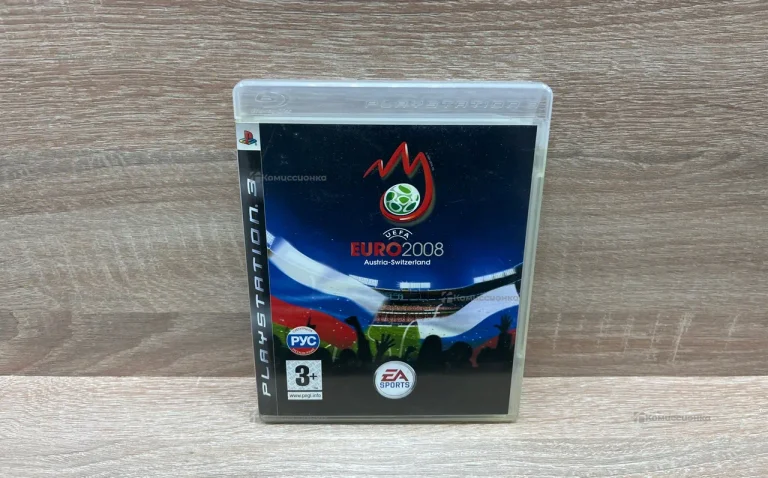 PLAYSTATION 3
PLAYSTATION 3
Комиссионка
UEFA
EURO2008
Austria-Switzerland
Комиссионка
РУС
3+
www.pegi.info
EA
SPORTS
Комиссионка